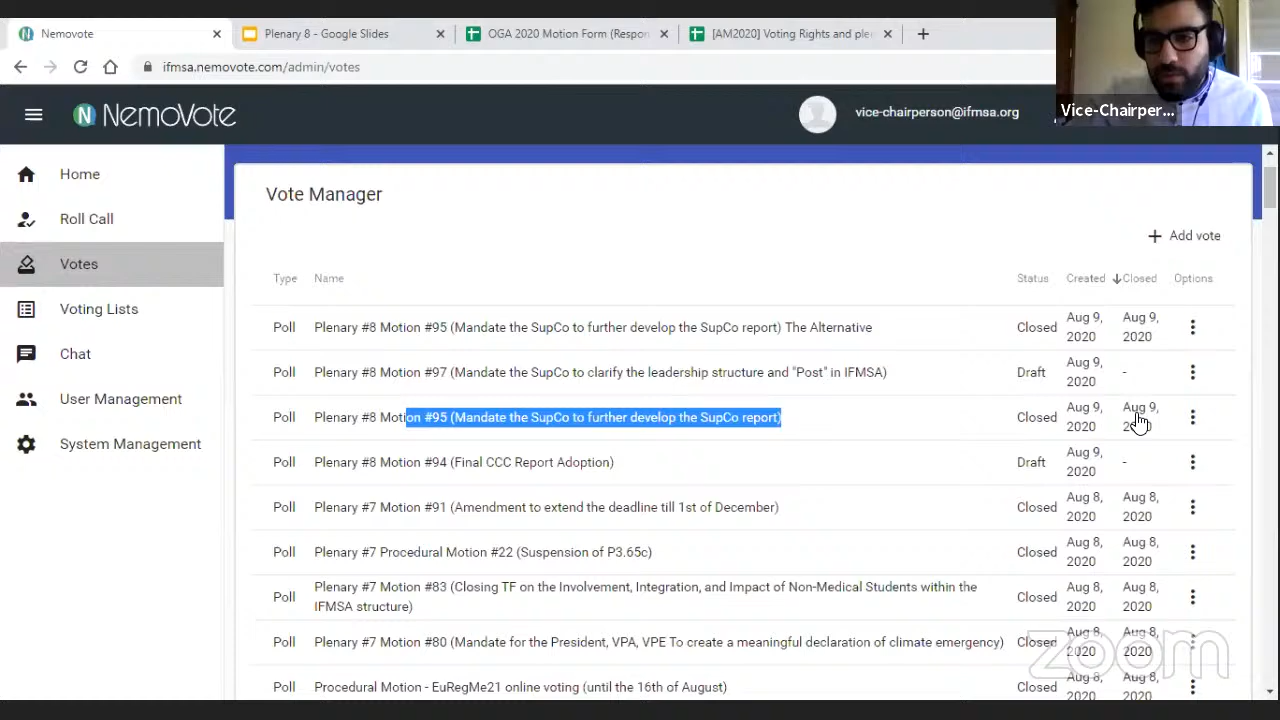 Nemovote
Plenary 8 - Google Slides
OGA 2020 Motion Form (Respon
[AM2020] Voting Rights and ple
ifmsa.nemovote.com/admin/votes
Vice-Chairper...
NEMOVOTE
vice-chairperson@ifmsa.org
Home
Roll Call
Votes
Voting Lists
Chat
User Management
System Management
Vote Manager
Add vote
Type Name Status Created Closed Options
Poll Plenary #8 Motion #95 (Mandate the SupCo to further develop the SupCo report) The Alternative Closed Aug 9, Aug 9,
2020 2020
Poll Plenary #8 Motion #97 (Mandate the SupCo to clarify the leadership structure and "Post" in IFMSA) Draft Aug 9, -
2020
Poll Plenary #8 Motion #95 (Mandate the SupCo to further develop the SupCo report) Closed Aug 9, Aug 9,
2020 2020
Poll Plenary #8 Motion #94 (Final CCC Report Adoption) Draft Aug 9, -
2020
Poll Plenary #7 Motion #91 (Amendment to extend the deadline till 1st of December) Closed Aug 8, Aug 8,
2020 2020
Poll Plenary #7 Procedural Motion #22 (Suspension of P3.65c) Closed Aug 8, Aug 8,
2020 2020
Poll Plenary #7 Motion #83 (Closing TF on the Involvement, Integration, and Impact of Non-Medical Students within the Closed Aug 8, Aug 8,
IFMSA structure) 2020 2020
Poll Plenary #7 Motion #80 (Mandate for the President, VPA, VPE To create a meaningful declaration of climate emergency) Closed Aug 8, Aug 8,
2020 2020
Poll Procedural Motion - EuRegMe21 online voting (until the 16th of August) Closed Aug 8, Aug 8,
2020 2020
zoom